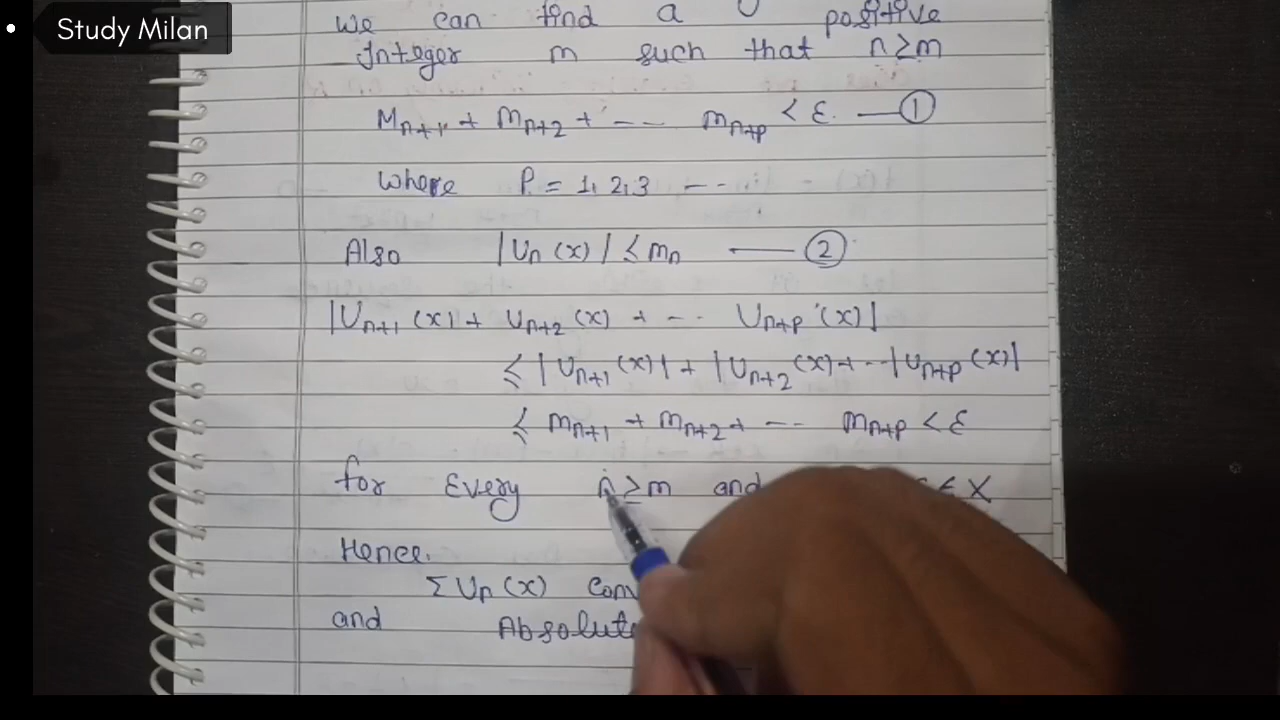 Study Milan
We can find a positive
Integer m such that n≥m
Mn+1 + Mn+2 + -- Mn+p < ε. —— ①
Where P = 1, 2, 3 --
Also |Un(x)| ≤ Mn —— ②
|Un+1(x) + Un+2(x) + -- Un+p(x)|
≤ |Un+1(x)| + |Un+2(x) + --|Un+p(x)|
≤ Mn+1 + Mn+2 + -- Mn+p < ε
for Every n≥m and ∈ X
Hence.
Σ Un(x)
and